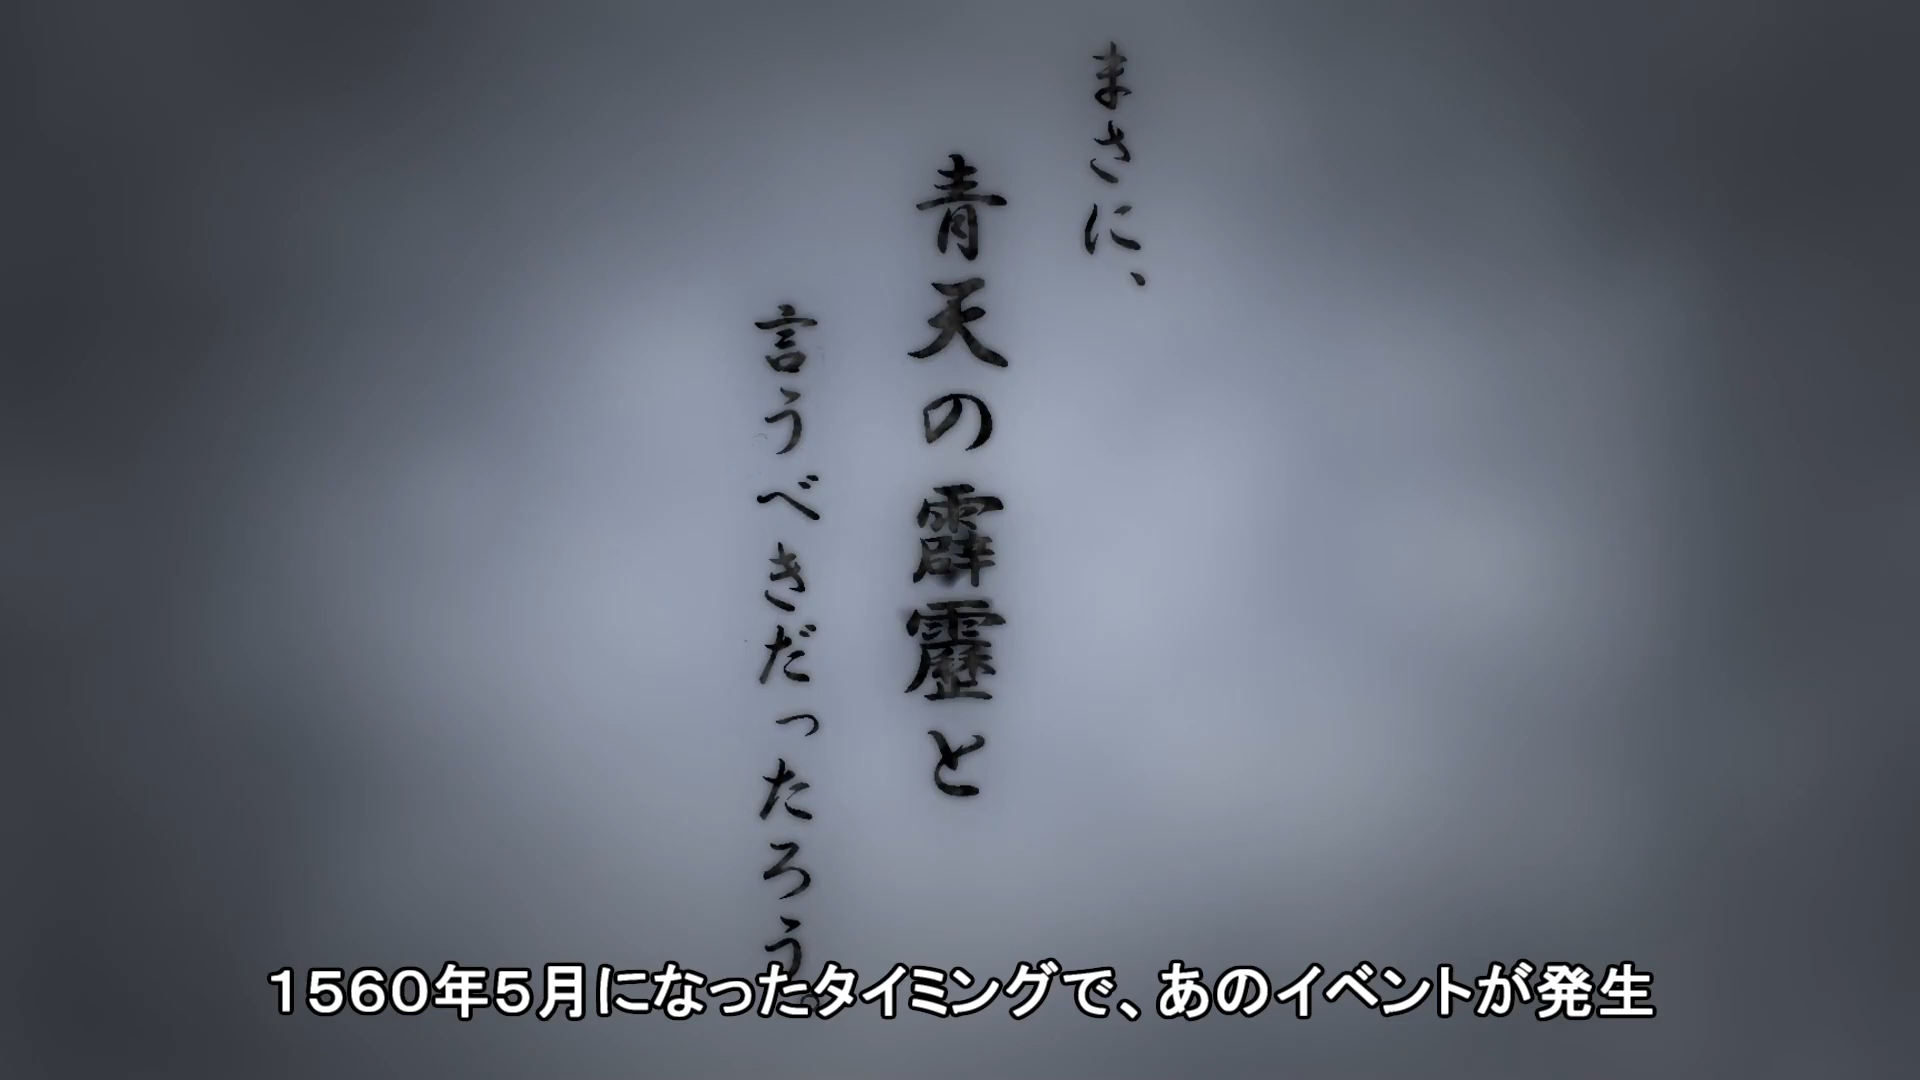 まさに、
青天の霹靂と
言うべきだったろう。
1560年5月になったタイミングで、あのイベントが発生